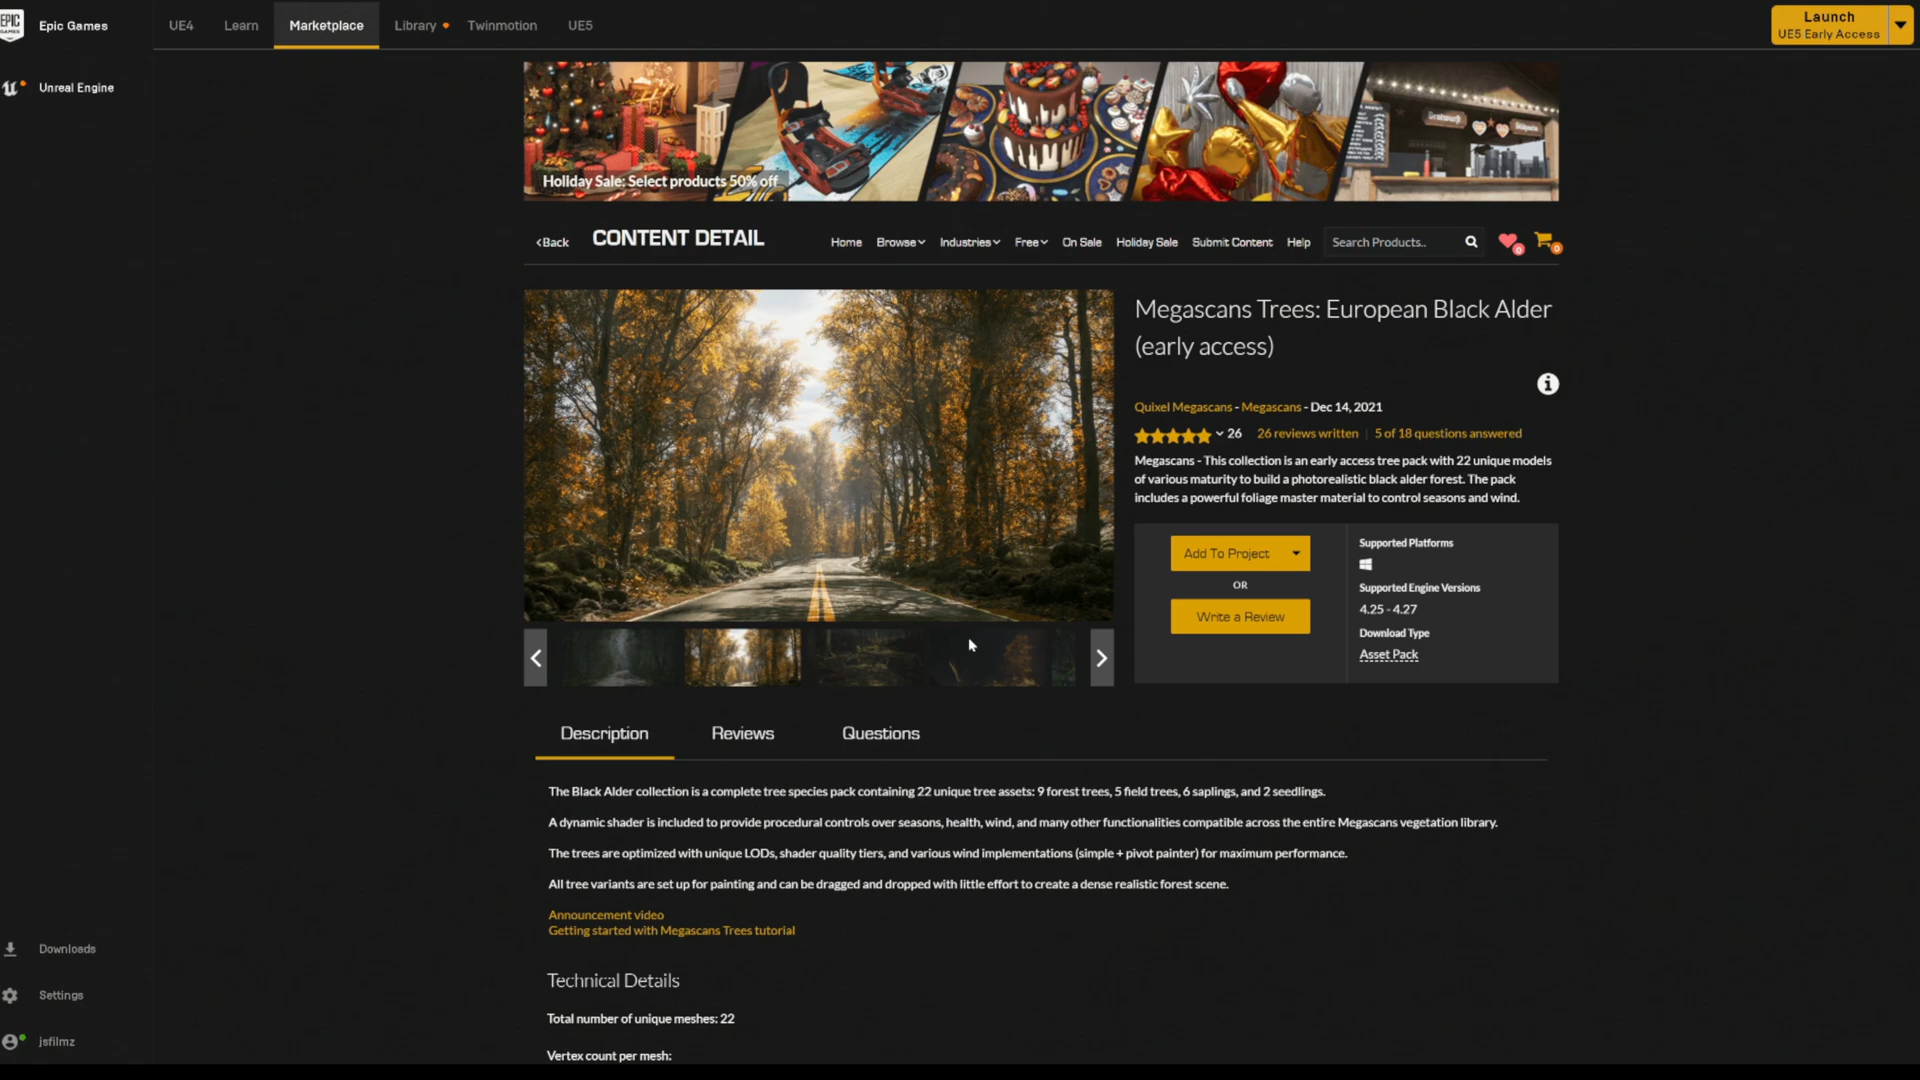 EPIC GAMES
Epic Games
UE4
Learn
Marketplace
Library
Twinmotion
UE5
Launch
UE5 Early Access
Unreal Engine
Holiday Sale: Select products 50% off
<Back
CONTENT DETAIL
Home
Browse
Industries
Free
On Sale
Holiday Sale
Submit Content
Help
Search Products..
0
0
Megascans Trees: European Black Alder
(early access)
Quixel Megascans - Megascans - Dec 14, 2021
26
26 reviews written | 5 of 18 questions answered
Megascans - This collection is an early access tree pack with 22 unique models
of various maturity to build a photorealistic black alder forest. The pack
includes a powerful foliage master material to control seasons and wind.
Add To Project
OR
Write a Review
Supported Platforms
Supported Engine Versions
4.25 - 4.27
Download Type
Asset Pack
Description
Reviews
Questions
The Black Alder collection is a complete tree species pack containing 22 unique tree assets: 9 forest trees, 5 field trees, 6 saplings, and 2 seedlings.
A dynamic shader is included to provide procedural controls over seasons, health, wind, and many other functionalities compatible across the entire Megascans vegetation library.
The trees are optimized with unique LODs, shader quality tiers, and various wind implementations (simple + pivot painter) for maximum performance.
All tree variants are set up for painting and can be dragged and dropped with little effort to create a dense realistic forest scene.
Announcement video
Getting started with Megascans Trees tutorial
Technical Details
Total number of unique meshes: 22
Vertex count per mesh:
Downloads
Settings
jsfilmz